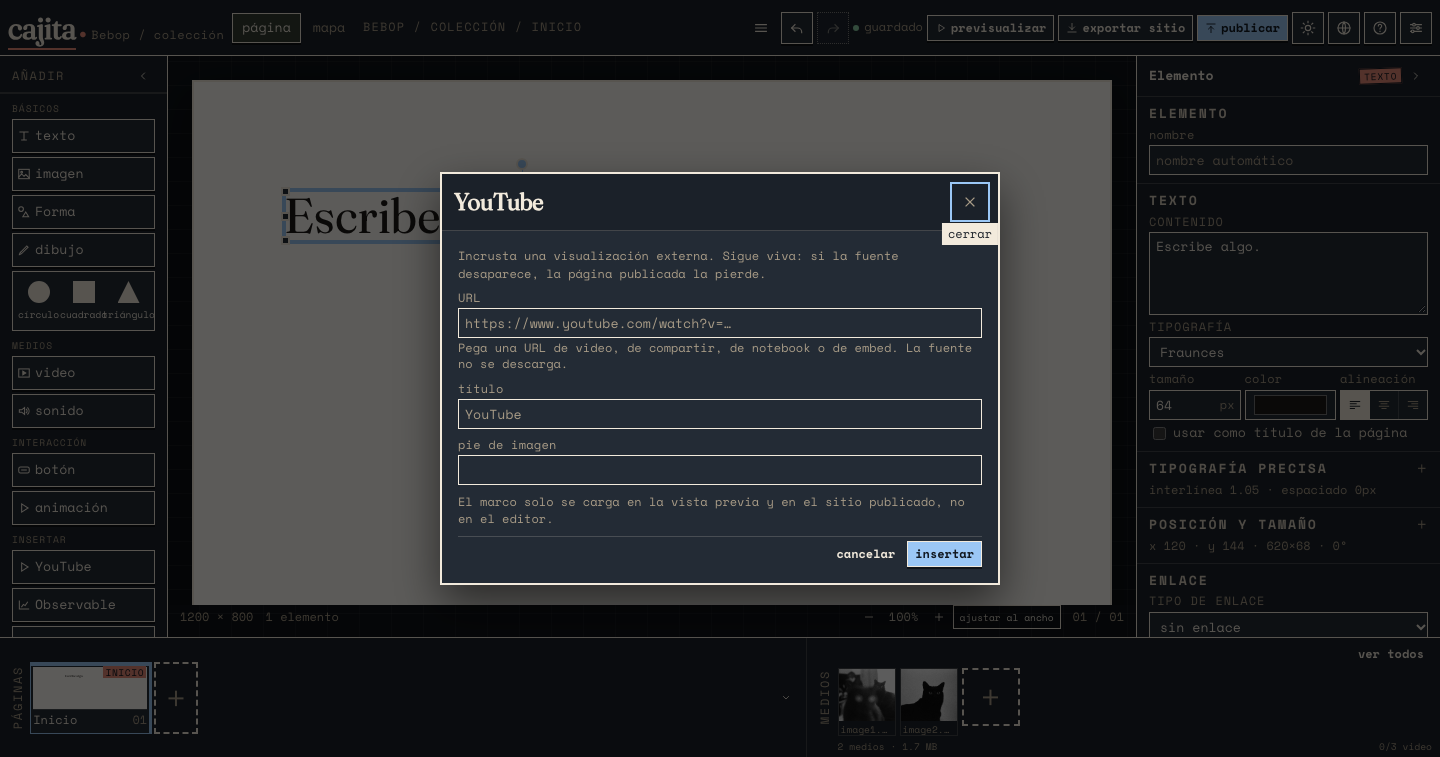 cajita
Bebop / colección
página
mapa
BEBOP / COLECCIÓN / INICIO
guardado
previsualizar
exportar sitio
publicar
AÑADIR
BÁSICOS
texto
imagen
Forma
dibujo
círculo
cuadrado
triángulo
MEDIOS
video
sonido
INTERACCIÓN
botón
animación
INSERTAR
YouTube
Observable
Escribe
YouTube
cerrar
Incrusta una visualización externa. Sigue viva: si la fuente
desaparece, la página publicada la pierde.
URL
https://www.youtube.com/watch?v=…
Pega una URL de video, de compartir, de notebook o de embed. La fuente
no se descarga.
título
YouTube
pie de imagen
El marco solo se carga en la vista previa y en el sitio publicado, no
en el editor.
cancelar
insertar
1200 × 800 1 elemento
− 100% +
ajustar al ancho
01 / 01
Elemento
TEXTO
ELEMENTO
nombre
nombre automático
TEXTO
CONTENIDO
Escribe algo.
TIPOGRAFÍA
Fraunces
tamaño
color
alineación
64 px
usar como título de la página
TIPOGRAFÍA PRECISA +
interlínea 1.05 · espaciado 0px
POSICIÓN Y TAMAÑO +
x 120 · y 144 · 620×68 · 0°
ENLACE
TIPO DE ENLACE
sin enlace
PÁGINAS
INICIO
Inicio 01
MEDIOS
ver todos
image1.…
image2.…
2 medios · 1.7 MB
0/3 video